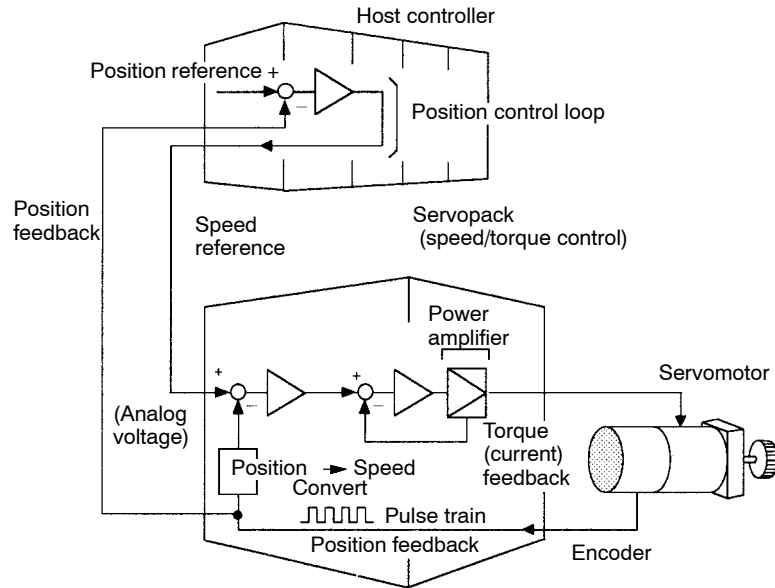 Host controller
Position reference +
−
Position control loop
Position
feedback
Speed
reference
Servopack
(speed/torque control)
Power
amplifier
+
−
+
−
Servomotor
(Analog
voltage)
Torque
(current)
feedback
Position → Speed
Convert
Pulse train
Position feedback
Encoder